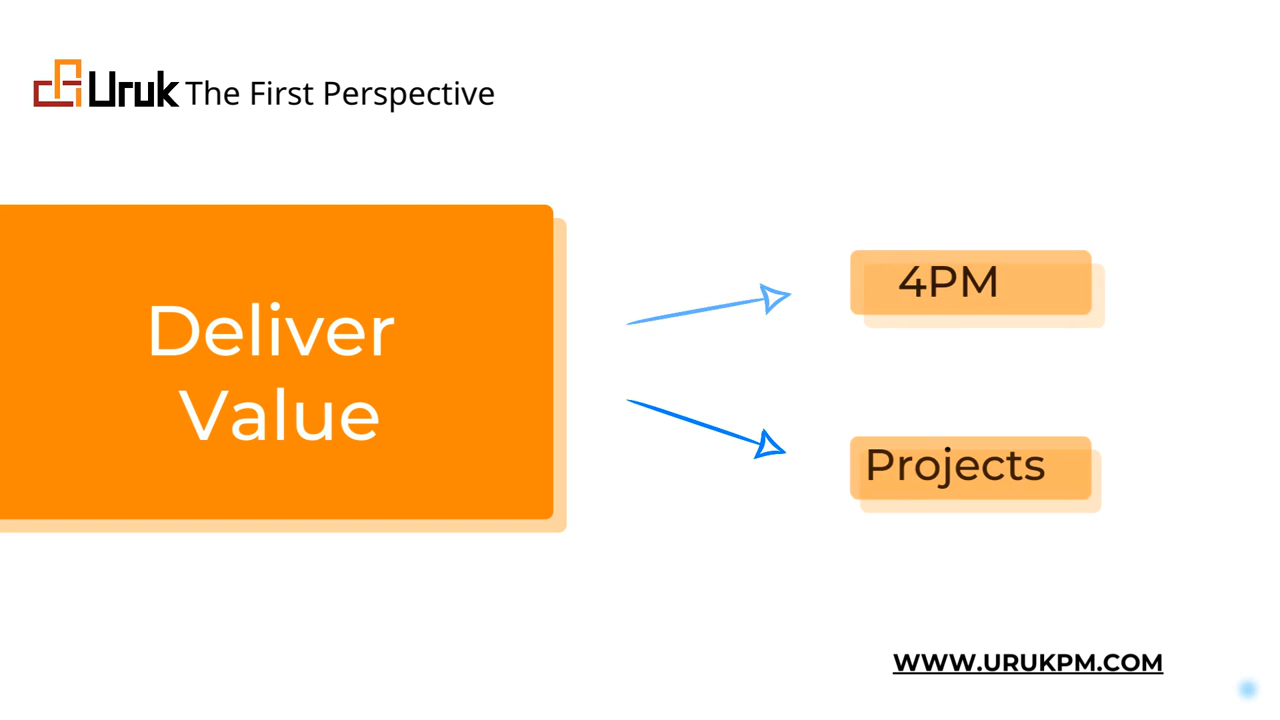 Uruk The First Perspective
Deliver
Value
4PM
Projects
WWW.URUKPM.COM